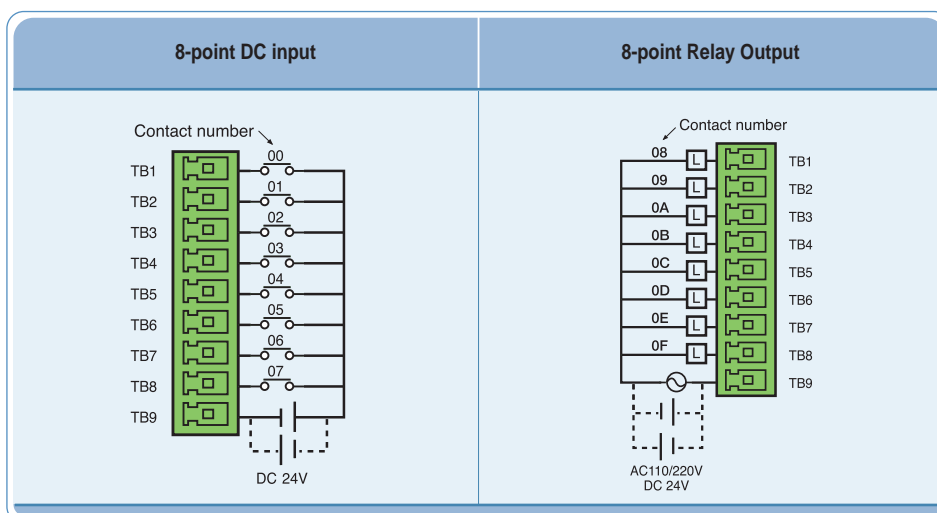 8-point DC input
8-point Relay Output
Contact number
00
TB1
01
TB2
02
TB3
03
TB4
04
TB5
05
TB6
06
TB7
07
TB8
TB9
DC 24V
Contact number
08
L
TB1
09
L
TB2
0A
L
TB3
0B
L
TB4
0C
L
TB5
0D
L
TB6
0E
L
TB7
0F
L
TB8
TB9
AC110/220V
DC 24V